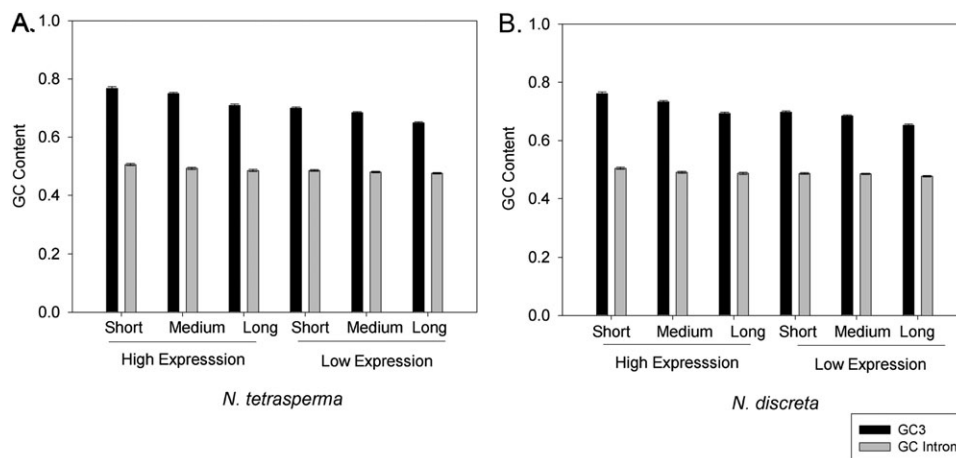 A.
1.0
0.8
0.6
0.4
0.2
0.0
GC Content
Short Medium Long Short Medium Long
High Expresssion Low Expression
N. tetrasperma
B.
1.0
0.8
0.6
0.4
0.2
0.0
GC Content
Short Medium Long Short Medium Long
High Expresssion Low Expression
N. discreta
GC3
GC Intron